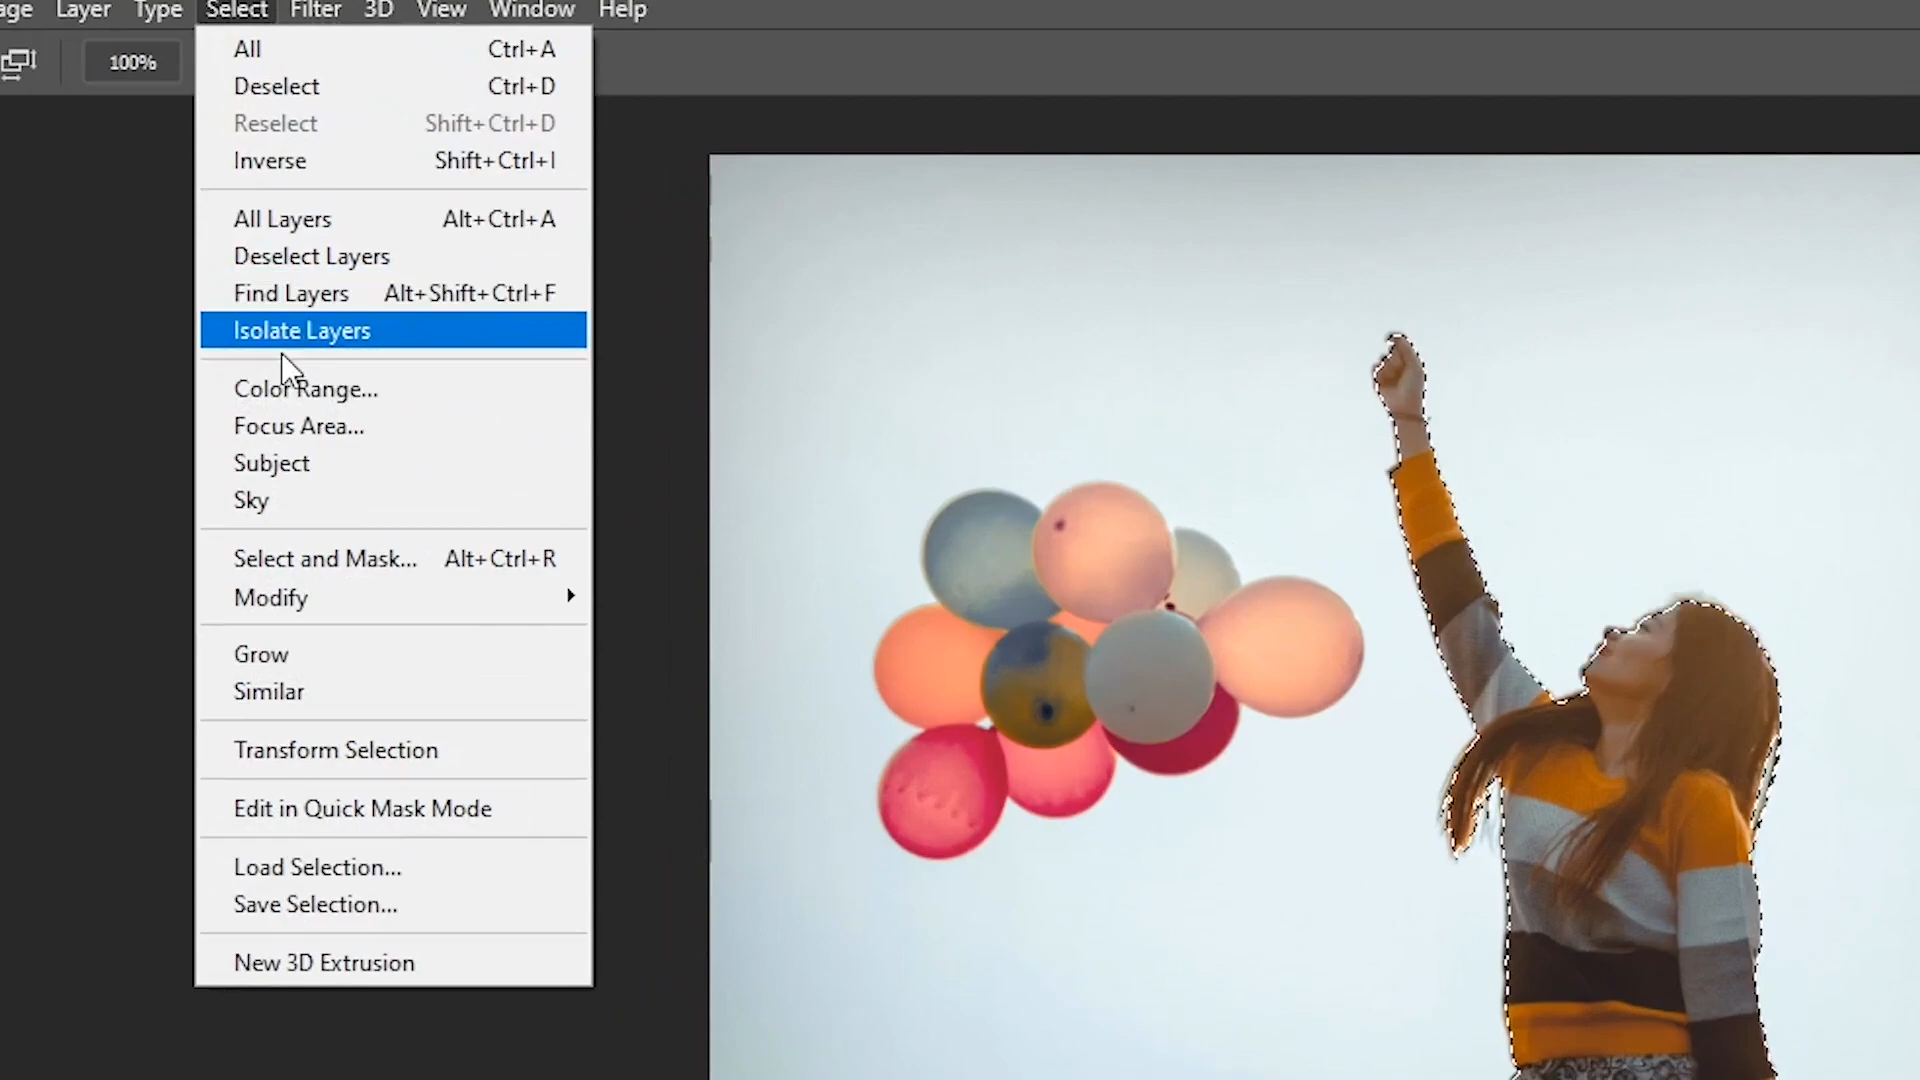 age Layer Type Select Filter 3D View Window Help
100%
All Ctrl+A
Deselect Ctrl+D
Reselect Shift+Ctrl+D
Inverse Shift+Ctrl+I
All Layers Alt+Ctrl+A
Deselect Layers
Find Layers Alt+Shift+Ctrl+F
Isolate Layers
Color Range...
Focus Area...
Subject
Sky
Select and Mask... Alt+Ctrl+R
Modify
Grow
Similar
Transform Selection
Edit in Quick Mask Mode
Load Selection...
Save Selection...
New 3D Extrusion